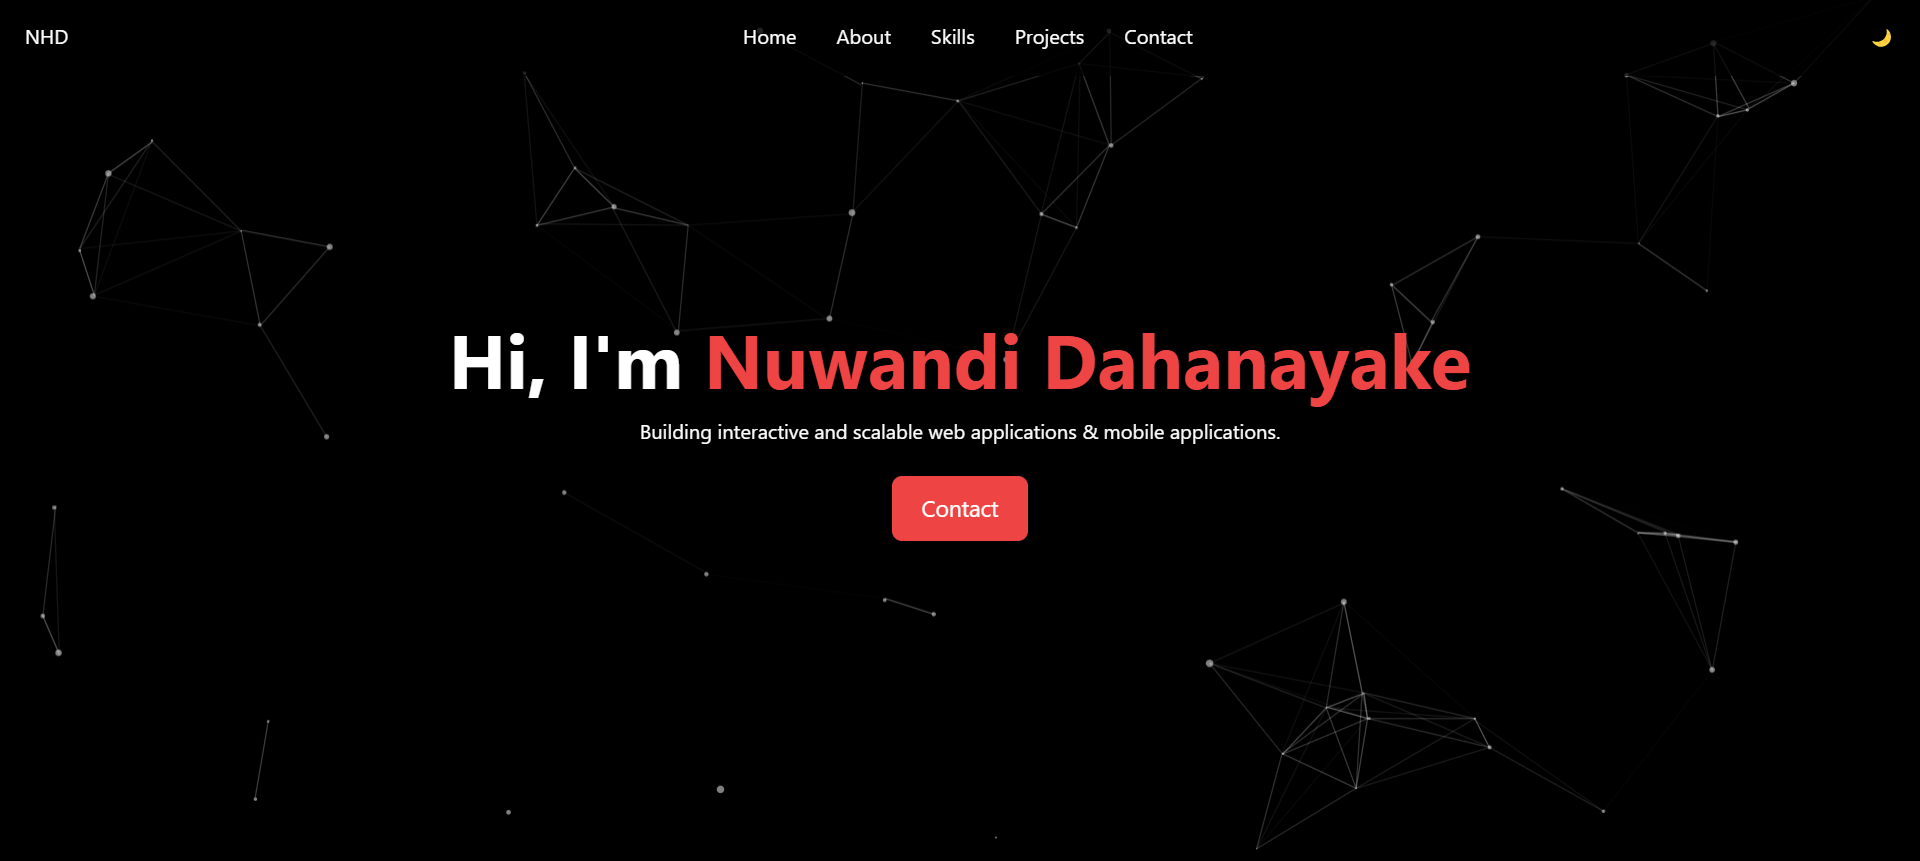 NHD Home About Skills Projects Contact 🌙
Hi, I'm Nuwandi Dahanayake
Building interactive and scalable web applications & mobile applications.
Contact